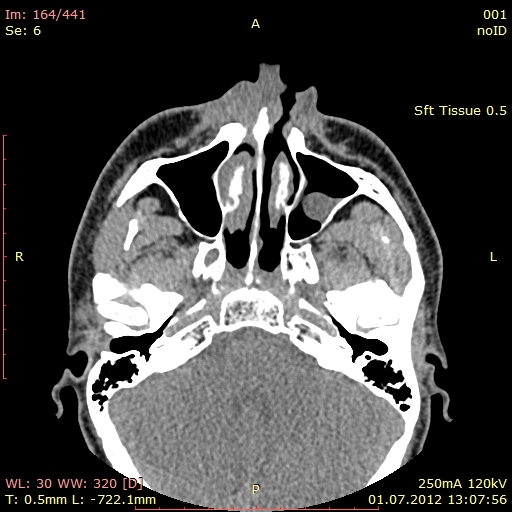 Im: 164/441
Se: 6
A
001
noID
Sft Tissue 0.5
R
L
WL: 30 WW: 320 [D]
T: 0.5mm L: -722.1mm
P
250mA 120kV
01.07.2012 13:07:56